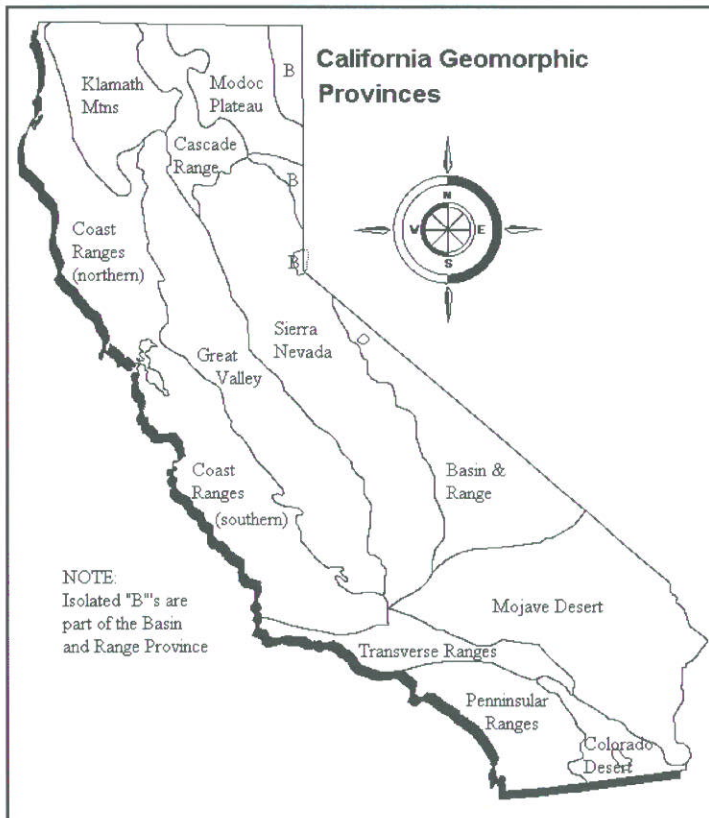 California Geomorphic
Provinces
Klamath
Mtns
Modoc
Plateau
B
Cascade
Range
B
N
W E
S
Coast
Ranges
(northern)
B
Sierra
Nevada
Great
Valley
Basin &
Range
Coast
Ranges
(southern)
NOTE:
Isolated "B"'s are
part of the Basin
and Range Province
Mojave Desert
Transverse Ranges
Penninsular
Ranges
Colorado
Desert